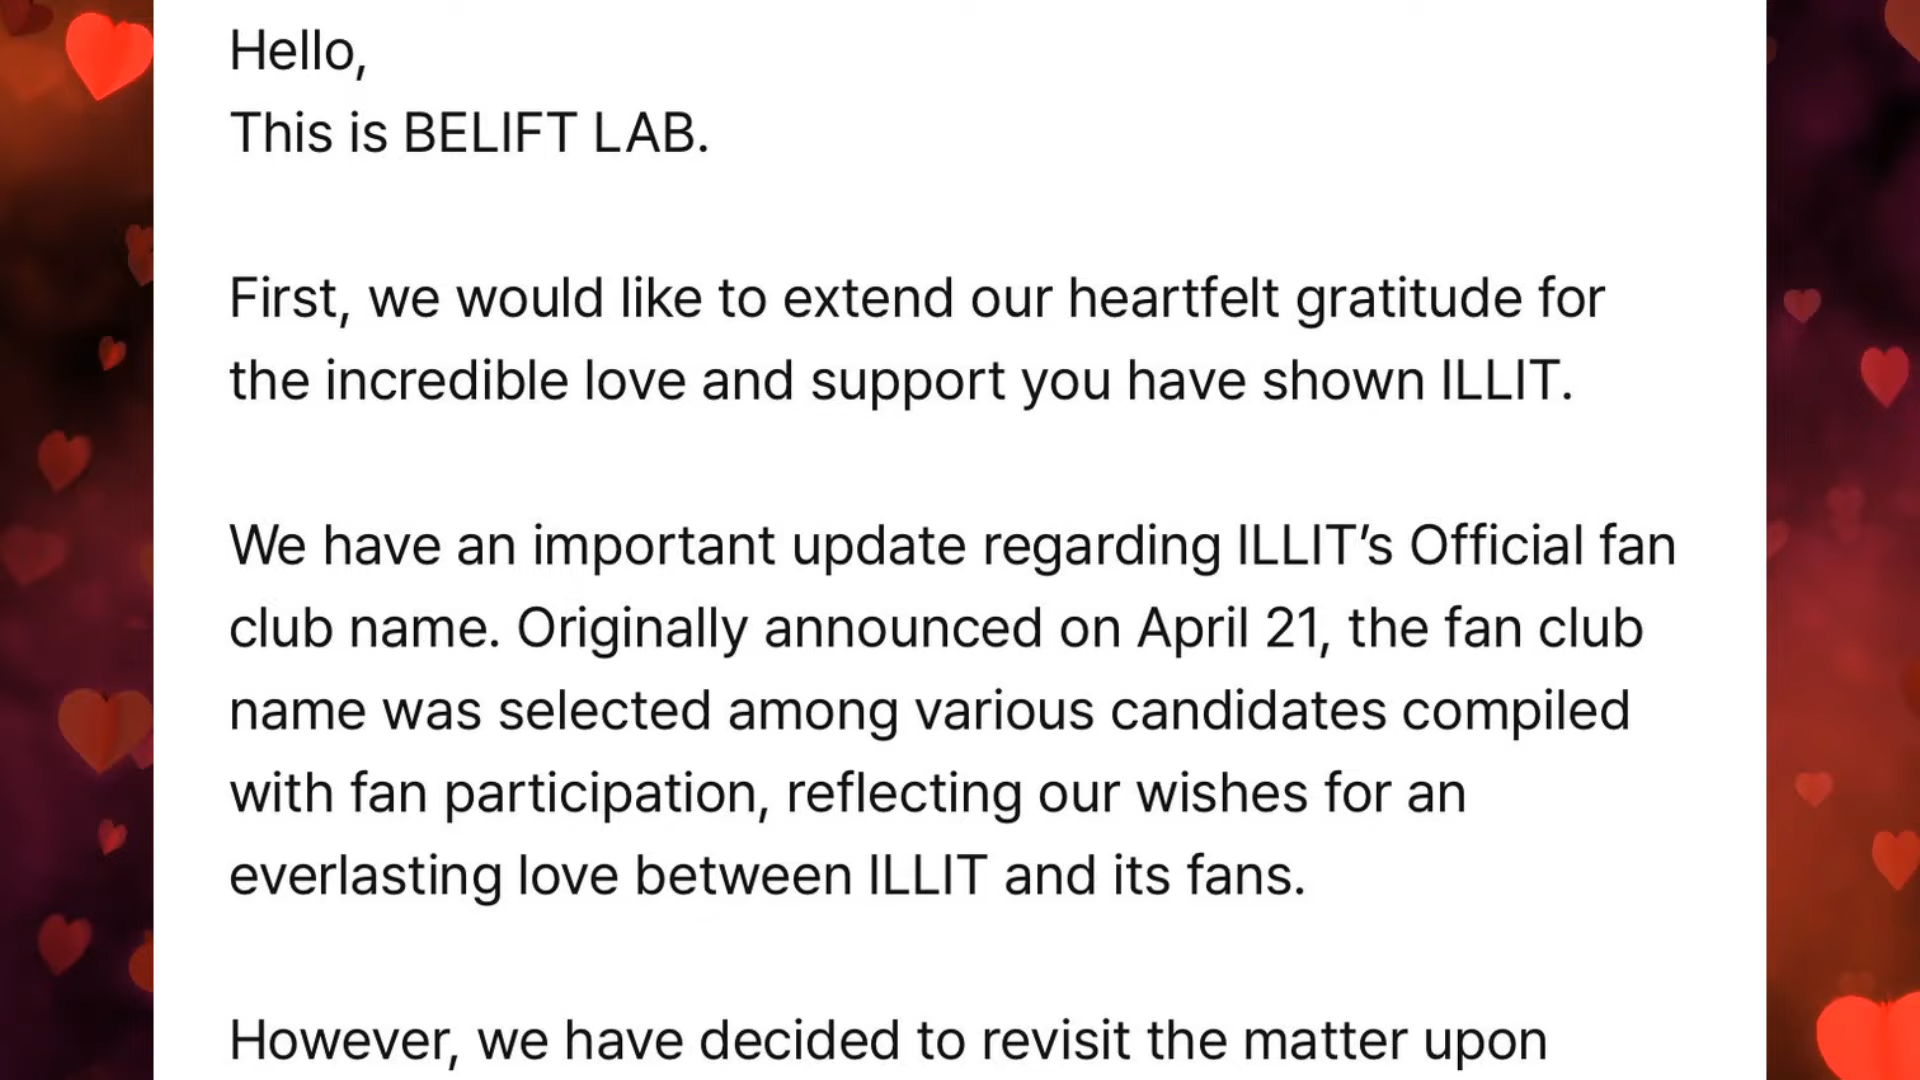 Hello,
This is BELIFT LAB.
First, we would like to extend our heartfelt gratitude for
the incredible love and support you have shown ILLIT.
We have an important update regarding ILLIT’s Official fan
club name. Originally announced on April 21, the fan club
name was selected among various candidates compiled
with fan participation, reflecting our wishes for an
everlasting love between ILLIT and its fans.
However, we have decided to revisit the matter upon